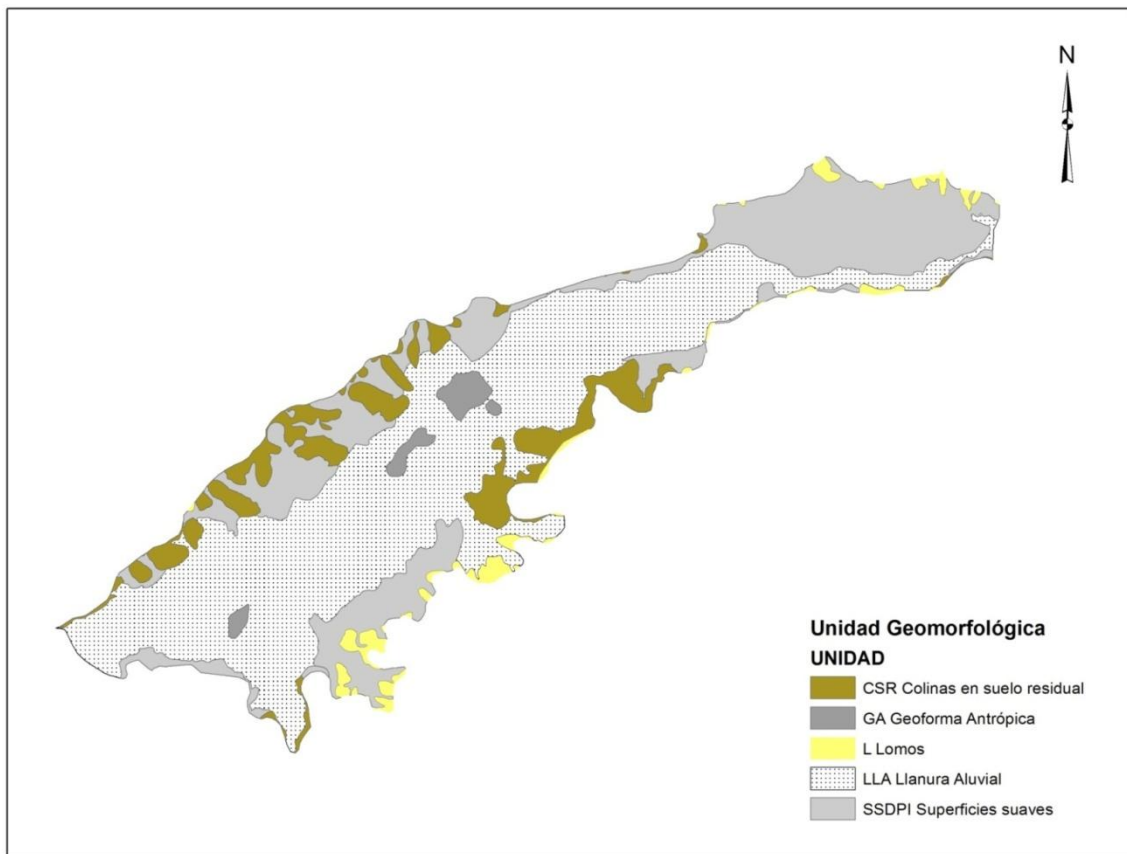 N
Unidad Geomorfológica
UNIDAD
CSR Colinas en suelo residual
GA Geoforma Antrópica
L Lomos
LLA Llanura Aluvial
SSDPI Superficies suaves